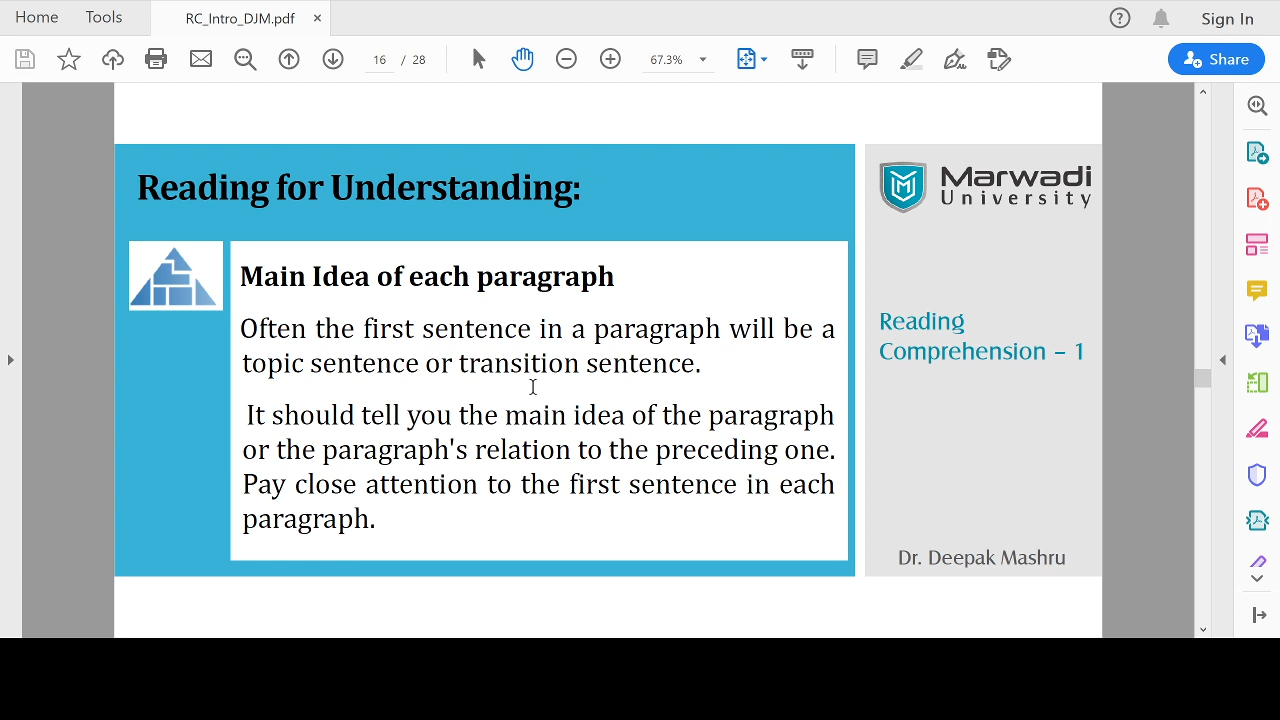 Home
Tools
RC_Intro_DJM.pdf
Sign In
16 / 28
67.3%
Share
Reading for Understanding:
Marwadi
University
Main Idea of each paragraph
Often the first sentence in a paragraph will be a
topic sentence or transition sentence.
It should tell you the main idea of the paragraph
or the paragraph's relation to the preceding one.
Pay close attention to the first sentence in each
paragraph.
Reading
Comprehension – 1
Dr. Deepak Mashru